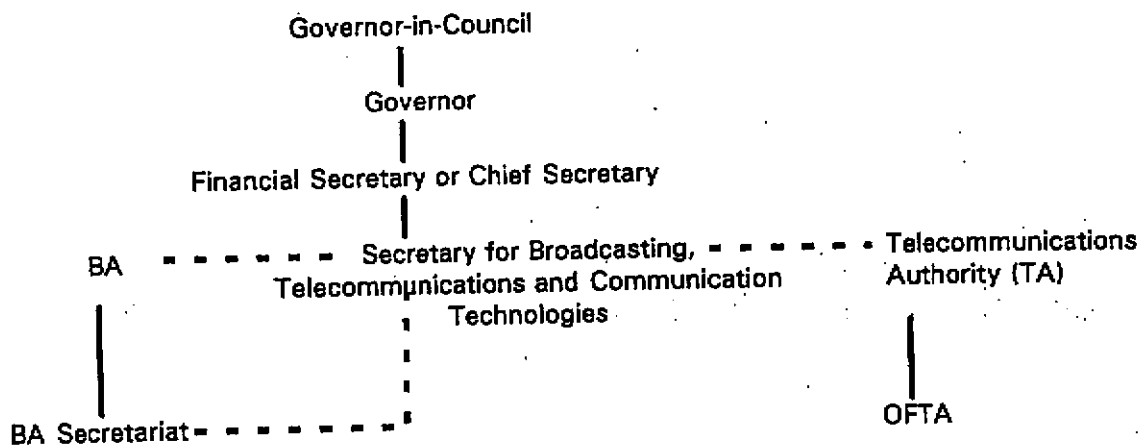 Governor-in-Council
Governor
Financial Secretary or Chief Secretary
BA
Secretary for Broadcasting,
Telecommunications and Communication
Technologies
Telecommunications
Authority (TA)
BA Secretariat
OFTA